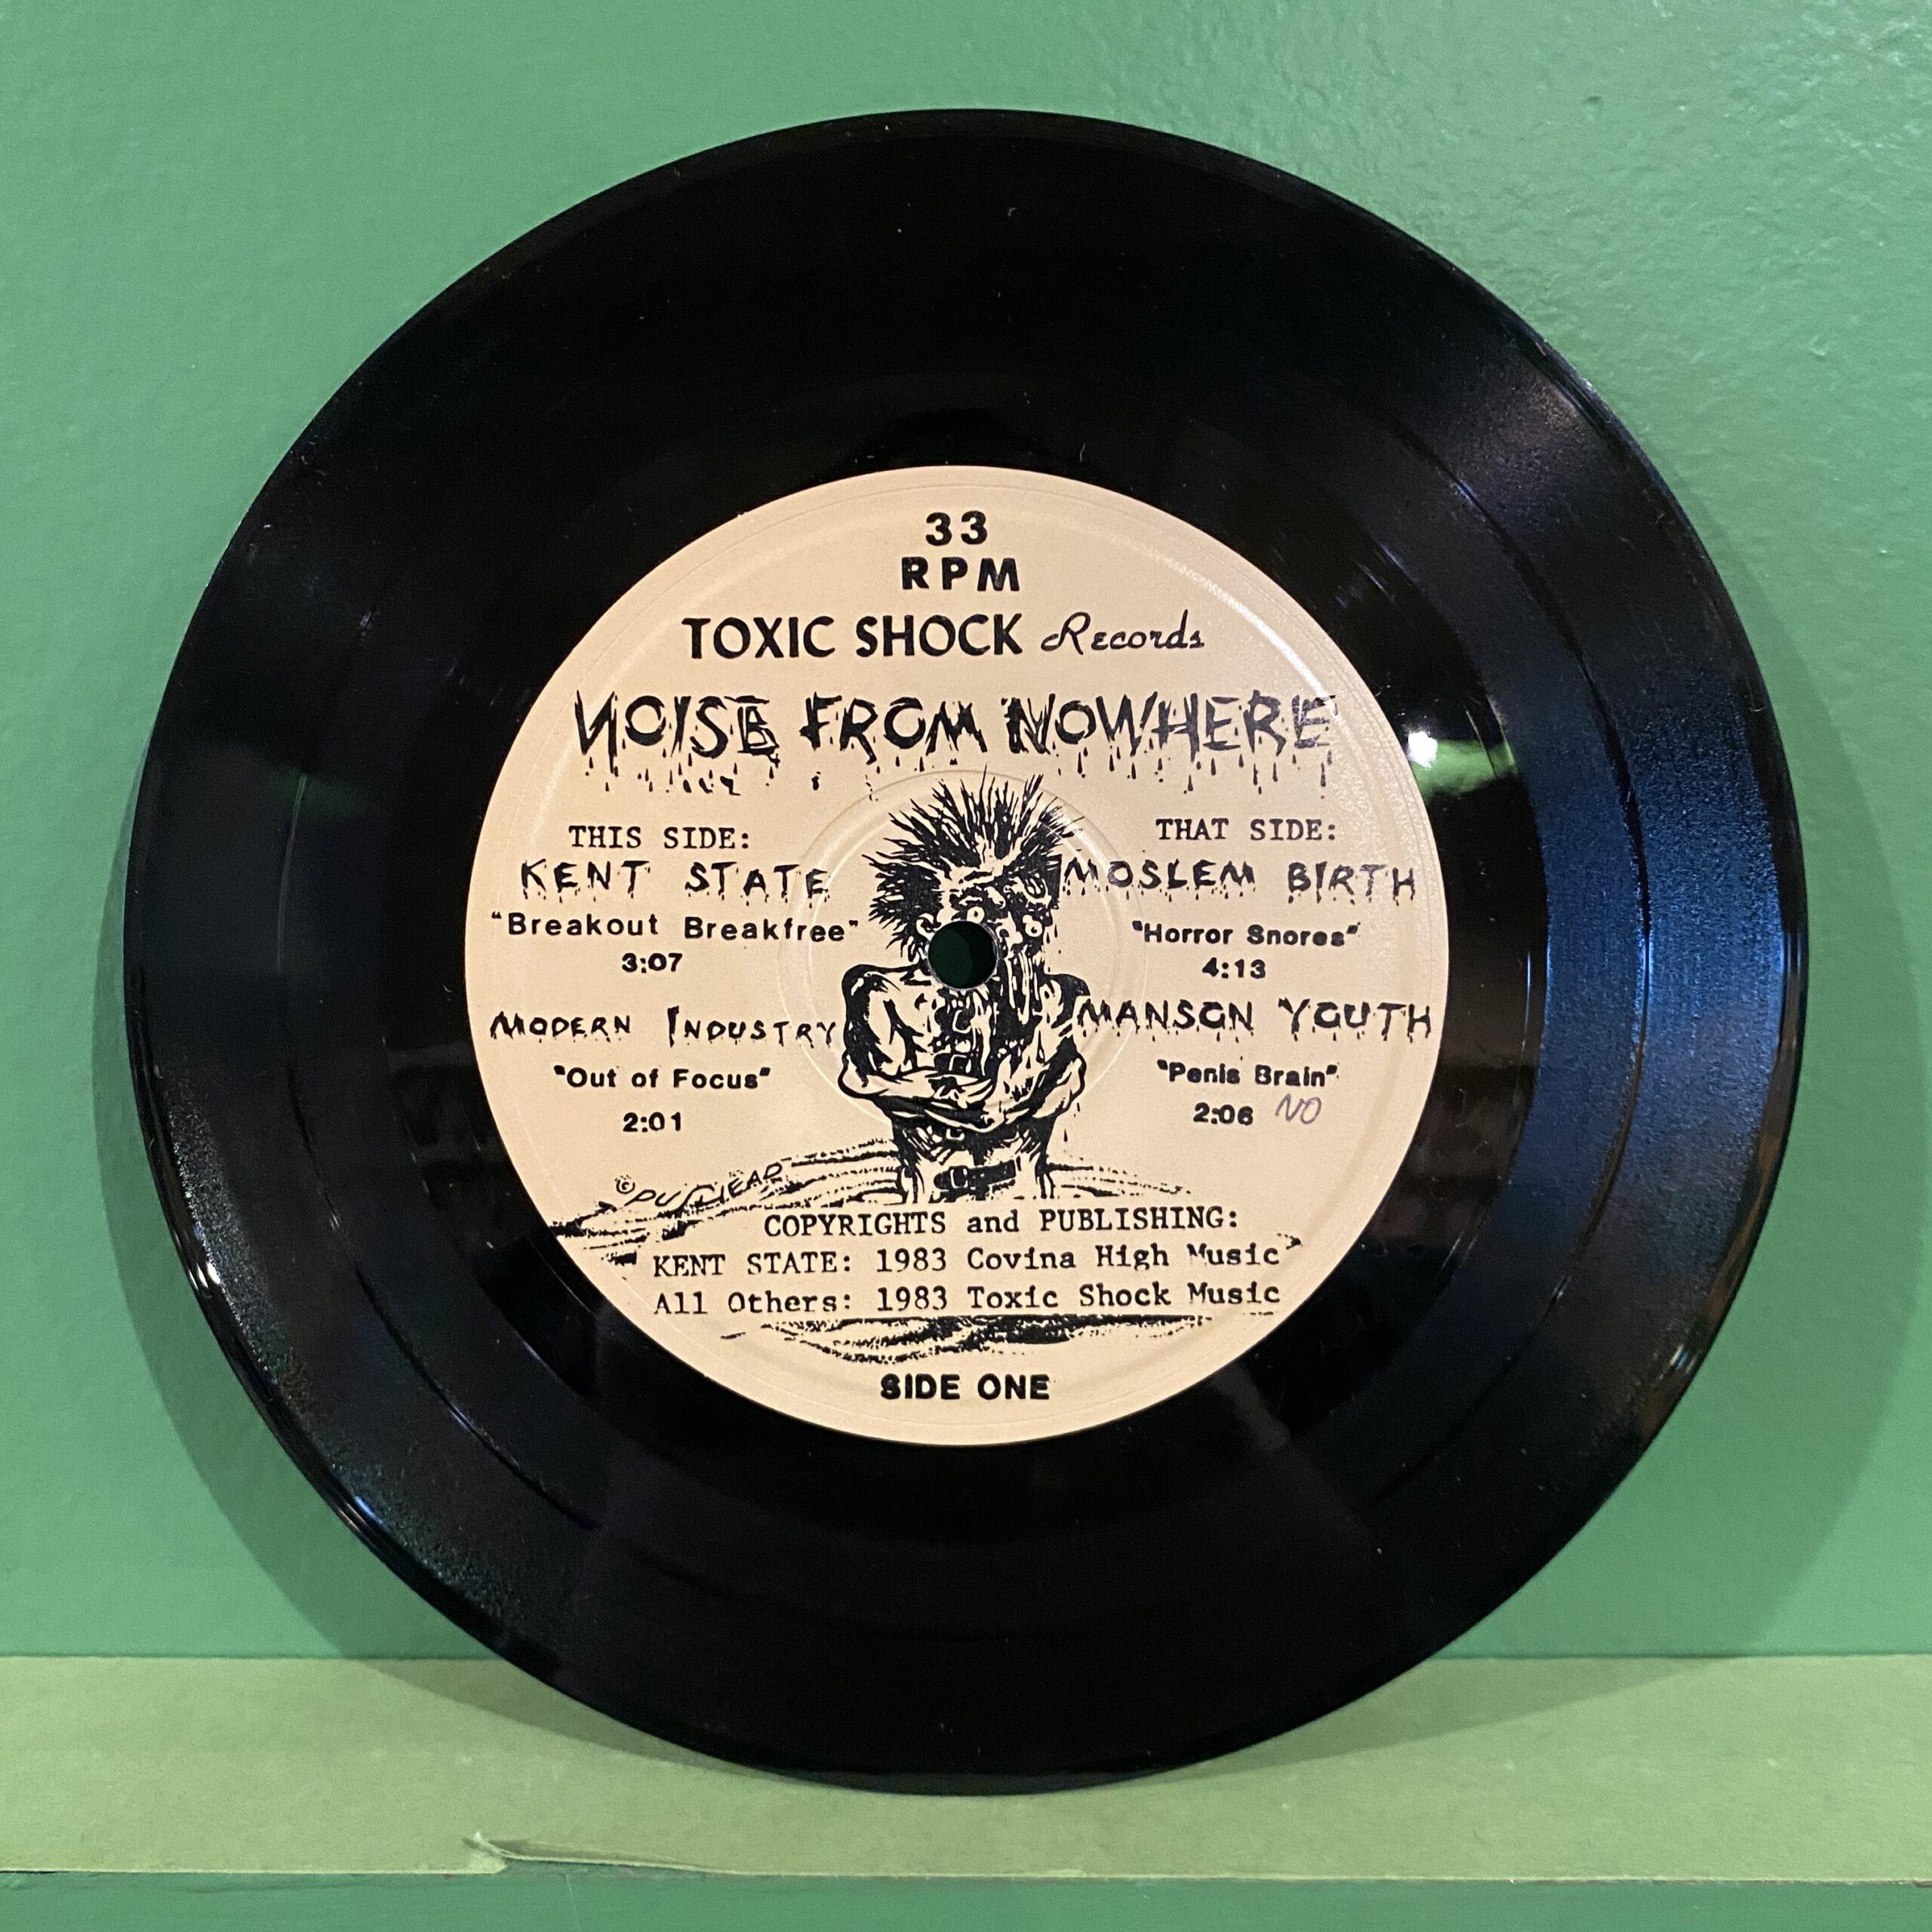 33
RPM
TOXIC SHOCK Records
NOISE FROM NOWHERE
THIS SIDE:
KENT STATE
"Breakout Breakfree"
3:07
MODERN INDUSTRY
"Out of Focus"
2:01
THAT SIDE:
MOSLEM BIRTH
"Horror Snores"
4:13
MANSON YOUTH
"Penis Brain"
2:06 NO
©PUSHEAD
COPYRIGHTS and PUBLISHING:
KENT STATE: 1983 Covina High Music
All Others: 1983 Toxic Shock Music
SIDE ONE